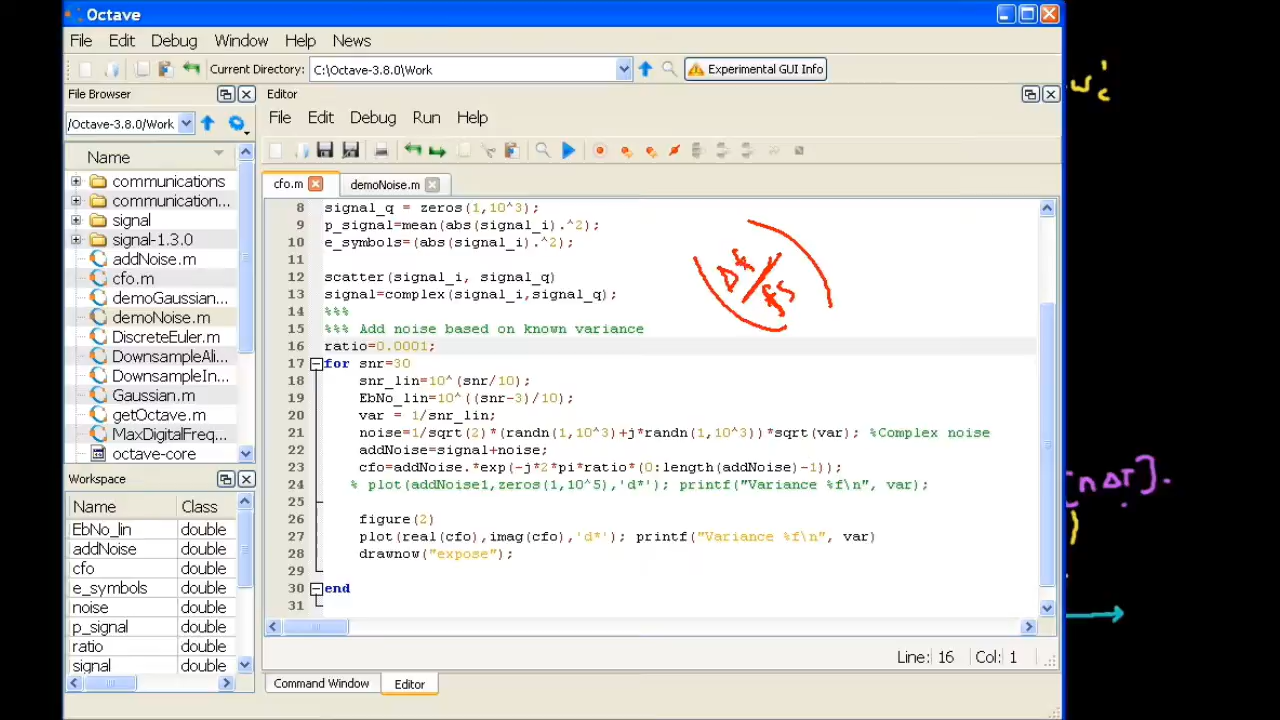 Octave
File Edit Debug Window Help News
Current Directory: C:\Octave-3.8.0\Work Experimental GUI Info
File Browser
/Octave-3.8.0/Work
Name
communications
communication...
signal
signal-1.3.0
addNoise.m
cfo.m
demoGaussian...
demoNoise.m
DiscreteEuler.m
DownsampleAli...
DownsampleIn...
Gaussian.m
getOctave.m
MaxDigitalFreq...
octave-core
Workspace
Name Class
EbNo_lin double
addNoise double
cfo double
e_symbols double
noise double
p_signal double
ratio double
signal double
Editor
File Edit Debug Run Help
cfo.m demoNoise.m
8 signal_q = zeros(1,10^3);
9 p_signal=mean(abs(signal_i).^2);
10 e_symbols=(abs(signal_i).^2);
11
12 scatter(signal_i, signal_q)
13 signal=complex(signal_i,signal_q);
14 %%%
15 %%% Add noise based on known variance
16 ratio=0.0001;
17 for snr=30
18 snr_lin=10^(snr/10);
19 EbNo_lin=10^((snr-3)/10);
20 var = 1/snr_lin;
21 noise=1/sqrt(2)*(randn(1,10^3)+j*randn(1,10^3))*sqrt(var); %Complex noise
22 addNoise=signal+noise;
23 cfo=addNoise.*exp(-j*2*pi*ratio*(0:length(addNoise)-1));
24 % plot(addNoise1,zeros(1,10^5),'d*'); printf("Variance %f\n", var);
25
26 figure(2)
27 plot(real(cfo),imag(cfo),'d*'); printf("Variance %f\n", var)
28 drawnow("expose");
29
30 end
31
Δf/fs
Line: 16 Col: 1
Command Window Editor
wc'
[nΔT].
)